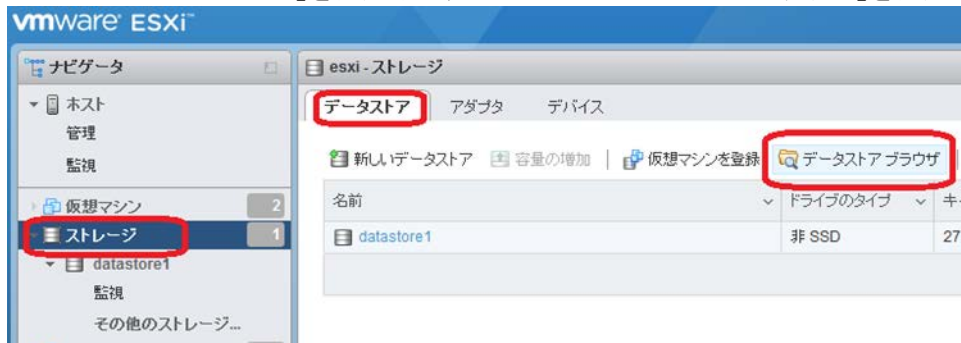 vmware ESXi™
ナビゲータ
ホスト
管理
監視
仮想マシン 2
ストレージ 1
datastore1
監視
その他のストレージ...
esxi - ストレージ
データストア アダプタ デバイス
新しいデータストア 容量の増加 | 仮想マシンを登録 データストア ブラウザ
名前 ドライブのタイプ
datastore1 非 SSD 27